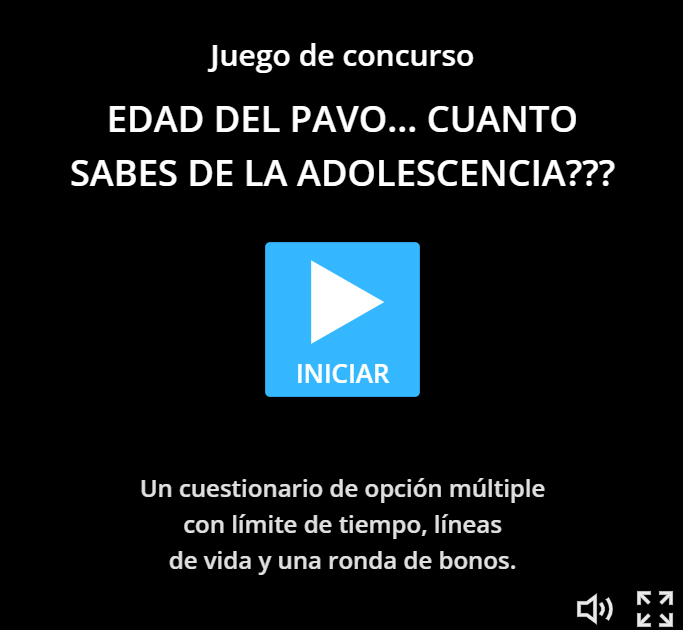 Juego de concurso
EDAD DEL PAVO... CUANTO
SABES DE LA ADOLESCENCIA???
INICIAR
Un cuestionario de opción múltiple
con límite de tiempo, líneas
de vida y una ronda de bonos.